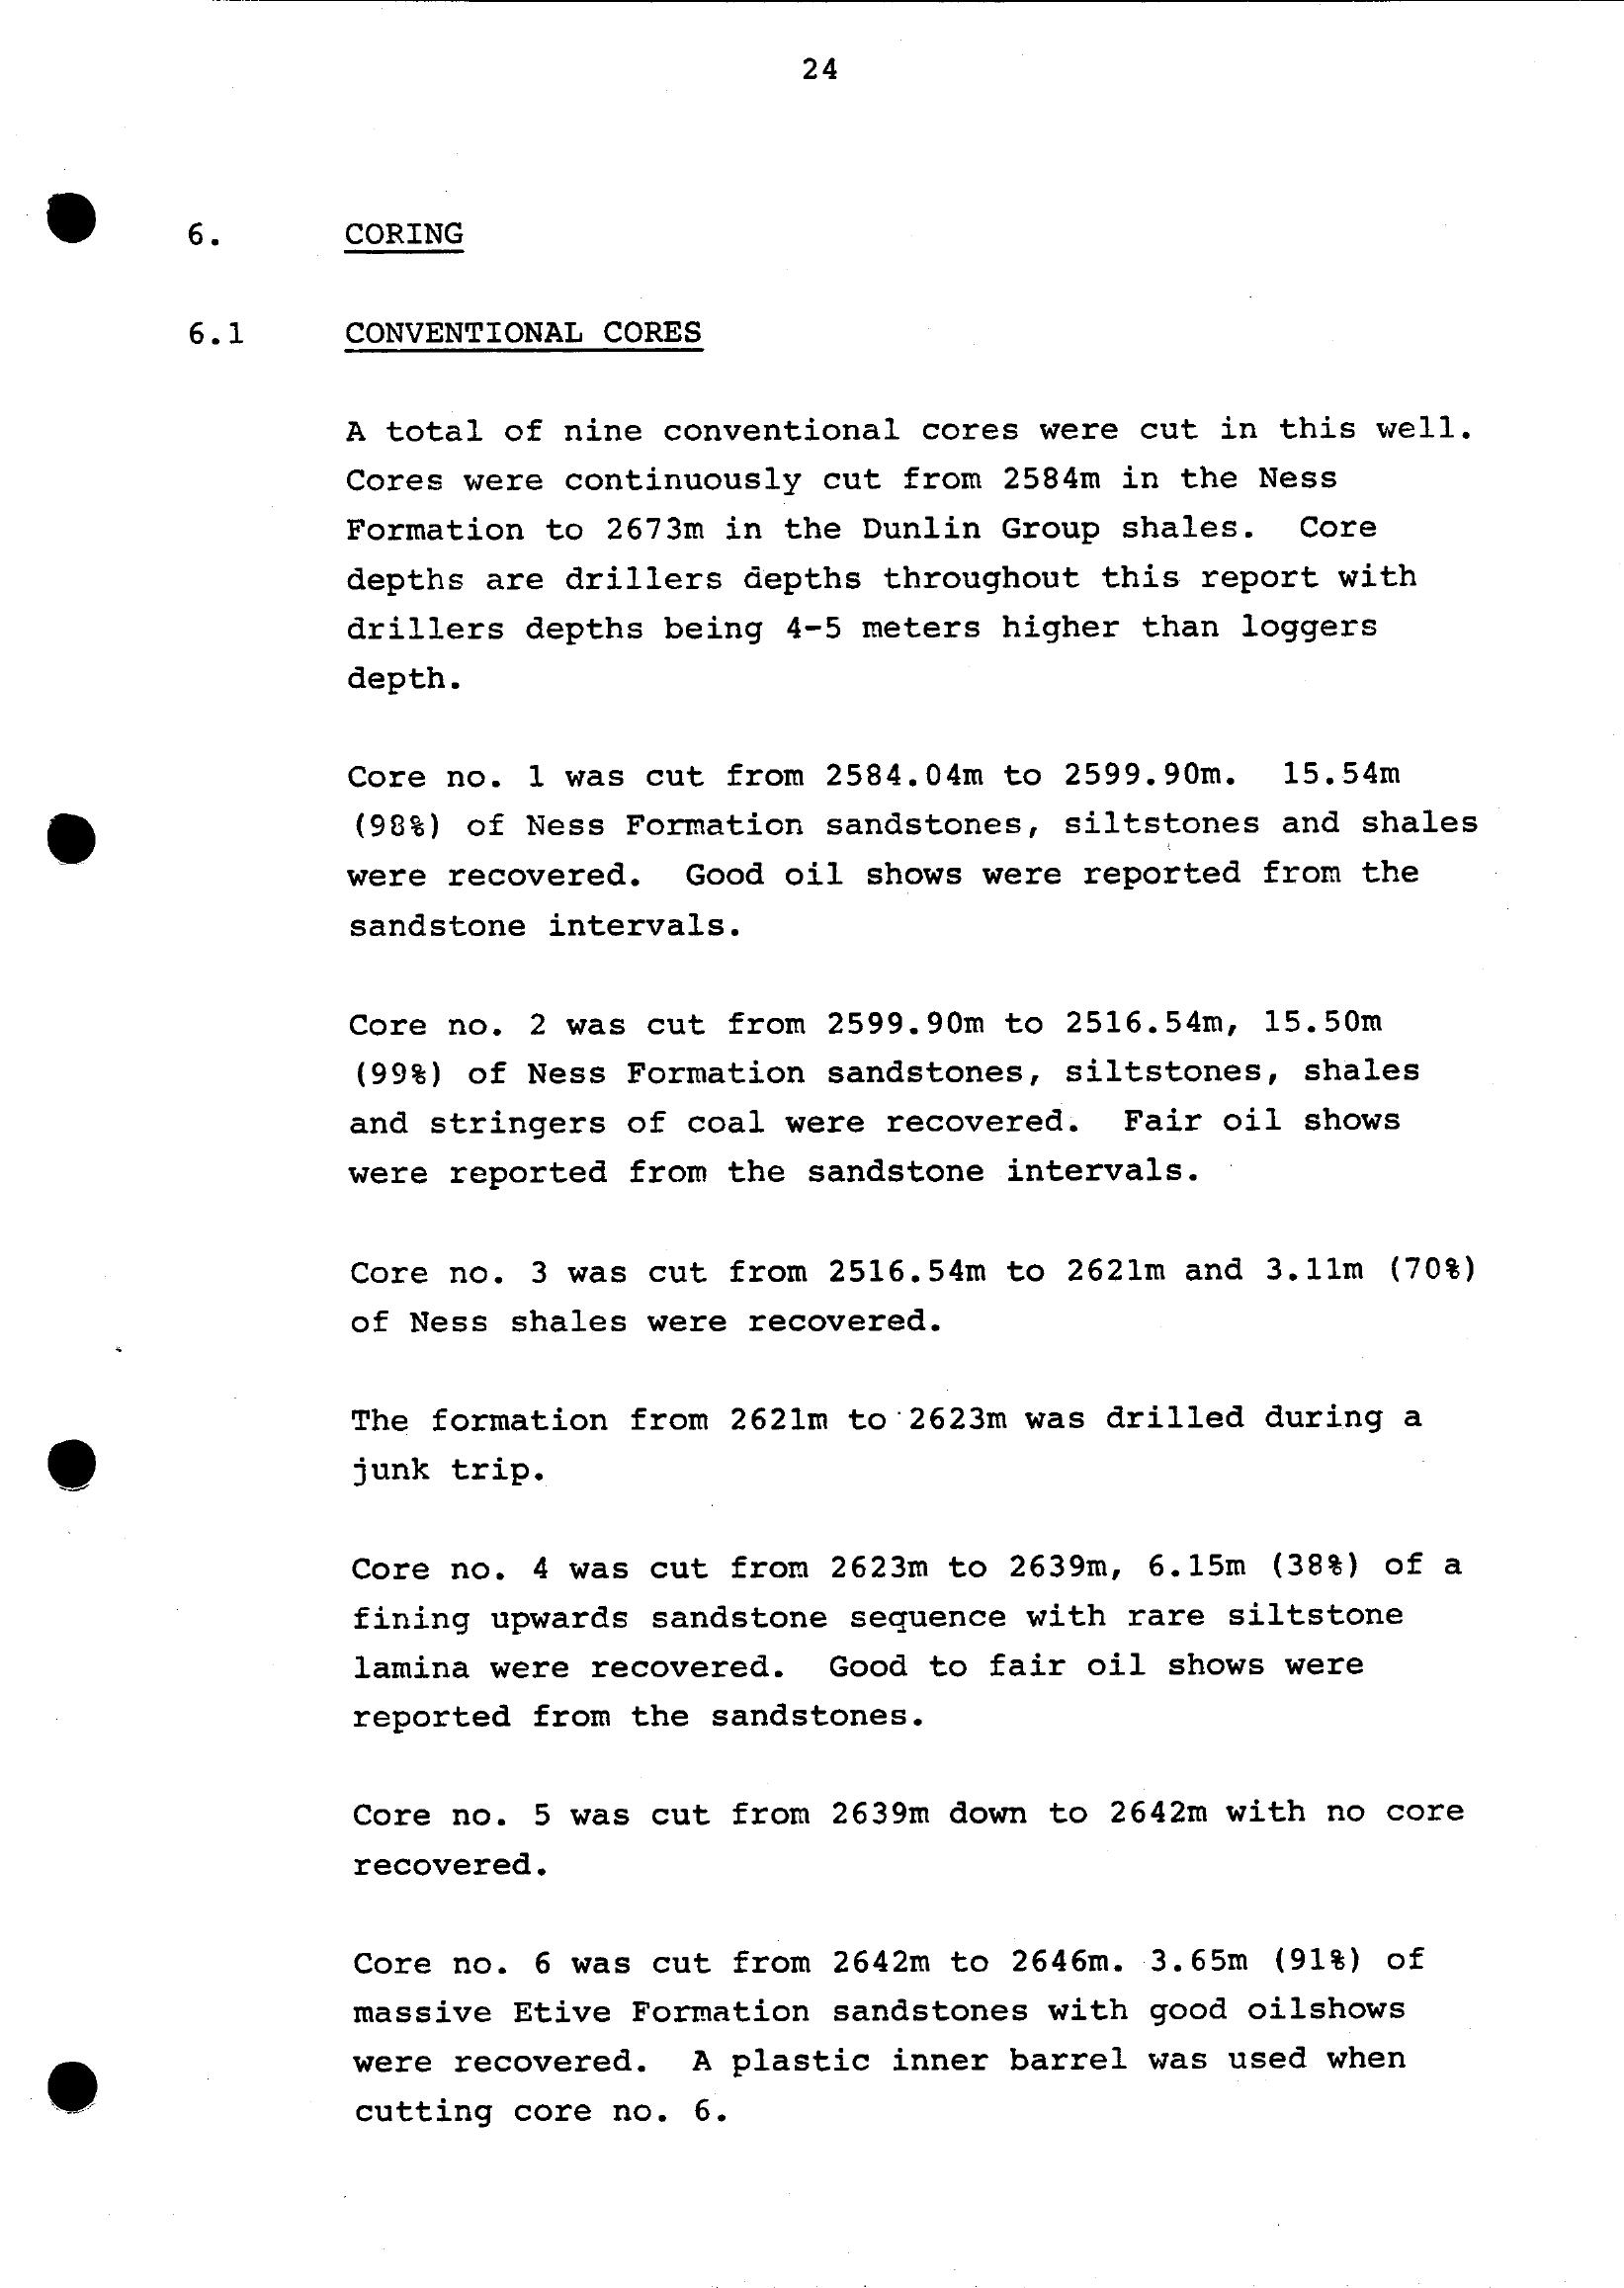 24
6. CORING
6.1 CONVENTIONAL CORES
A total of nine conventional cores were cut in this well.
Cores were continuously cut from 2584m in the Ness
Formation to 2673m in the Dunlin Group shales. Core
depths are drillers depths throughout this report with
drillers depths being 4-5 meters higher than loggers
depth.
Core no. 1 was cut from 2584.04m to 2599.90m. 15.54m
(98%) of Ness Formation sandstones, siltstones and shales
were recovered. Good oil shows were reported from the
sandstone intervals.
Core no. 2 was cut from 2599.90m to 2516.54m, 15.50m
(99%) of Ness Formation sandstones, siltstones, shales
and stringers of coal were recovered. Fair oil shows
were reported from the sandstone intervals.
Core no. 3 was cut from 2516.54m to 2621m and 3.11m (70%)
of Ness shales were recovered.
The formation from 2621m to 2623m was drilled during a
junk trip.
Core no. 4 was cut from 2623m to 2639m, 6.15m (38%) of a
fining upwards sandstone sequence with rare siltstone
lamina were recovered. Good to fair oil shows were
reported from the sandstones.
Core no. 5 was cut from 2639m down to 2642m with no core
recovered.
Core no. 6 was cut from 2642m to 2646m. 3.65m (91%) of
massive Etive Formation sandstones with good oilshows
were recovered. A plastic inner barrel was used when
cutting core no. 6.